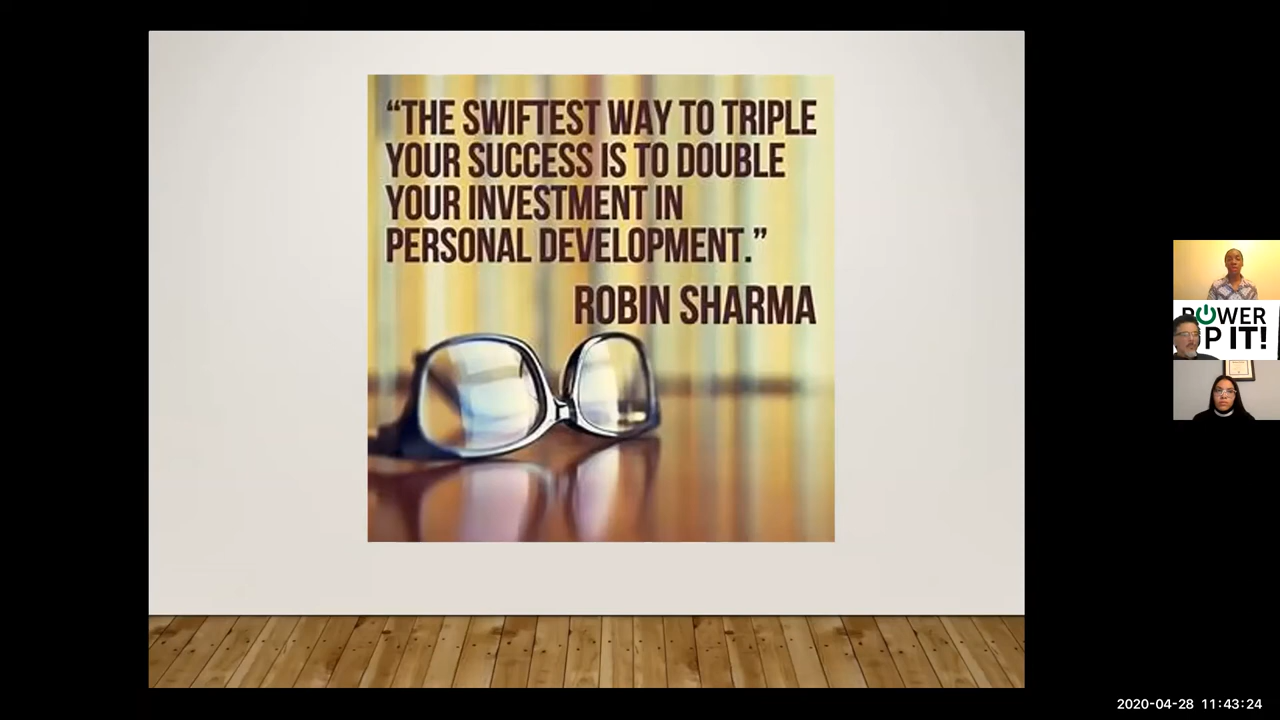 “THE SWIFTEST WAY TO TRIPLE
YOUR SUCCESS IS TO DOUBLE
YOUR INVESTMENT IN
PERSONAL DEVELOPMENT.”
ROBIN SHARMA
POWER
P IT!
2020-04-28 11:43:24